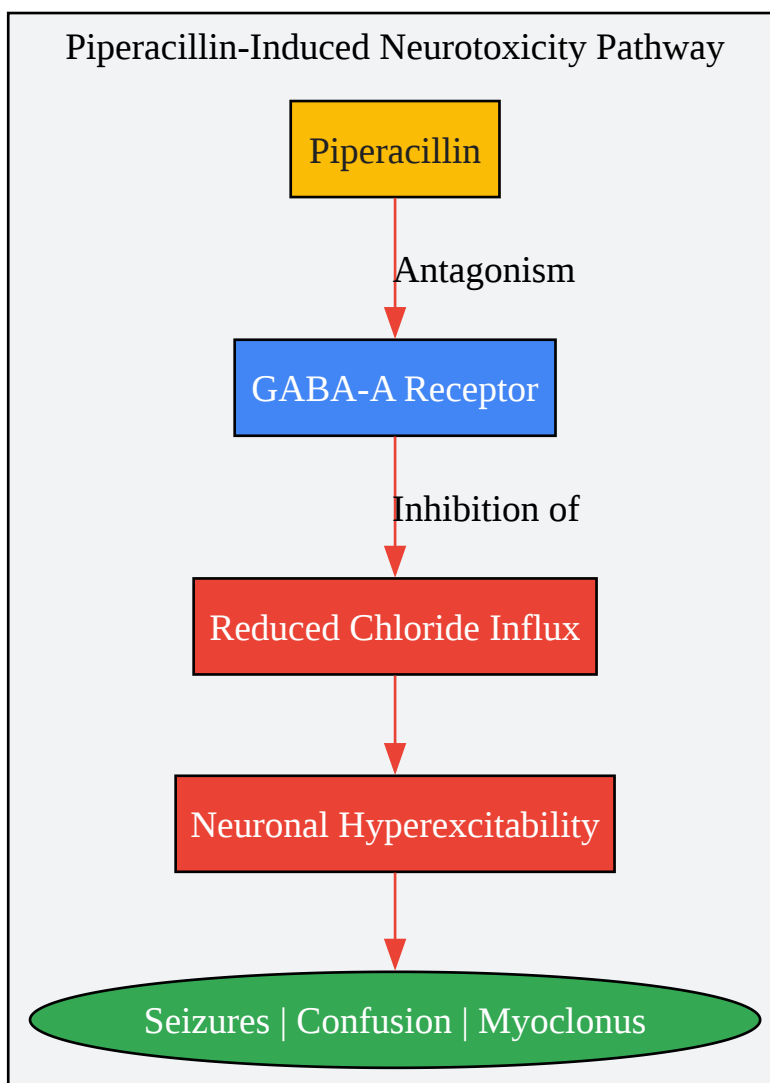 Piperacillin-Induced Neurotoxicity Pathway
Piperacillin
Antagonism
GABA-A Receptor
Inhibition of
Reduced Chloride Influx
Neuronal Hyperexcitability
Seizures | Confusion | Myoclonus